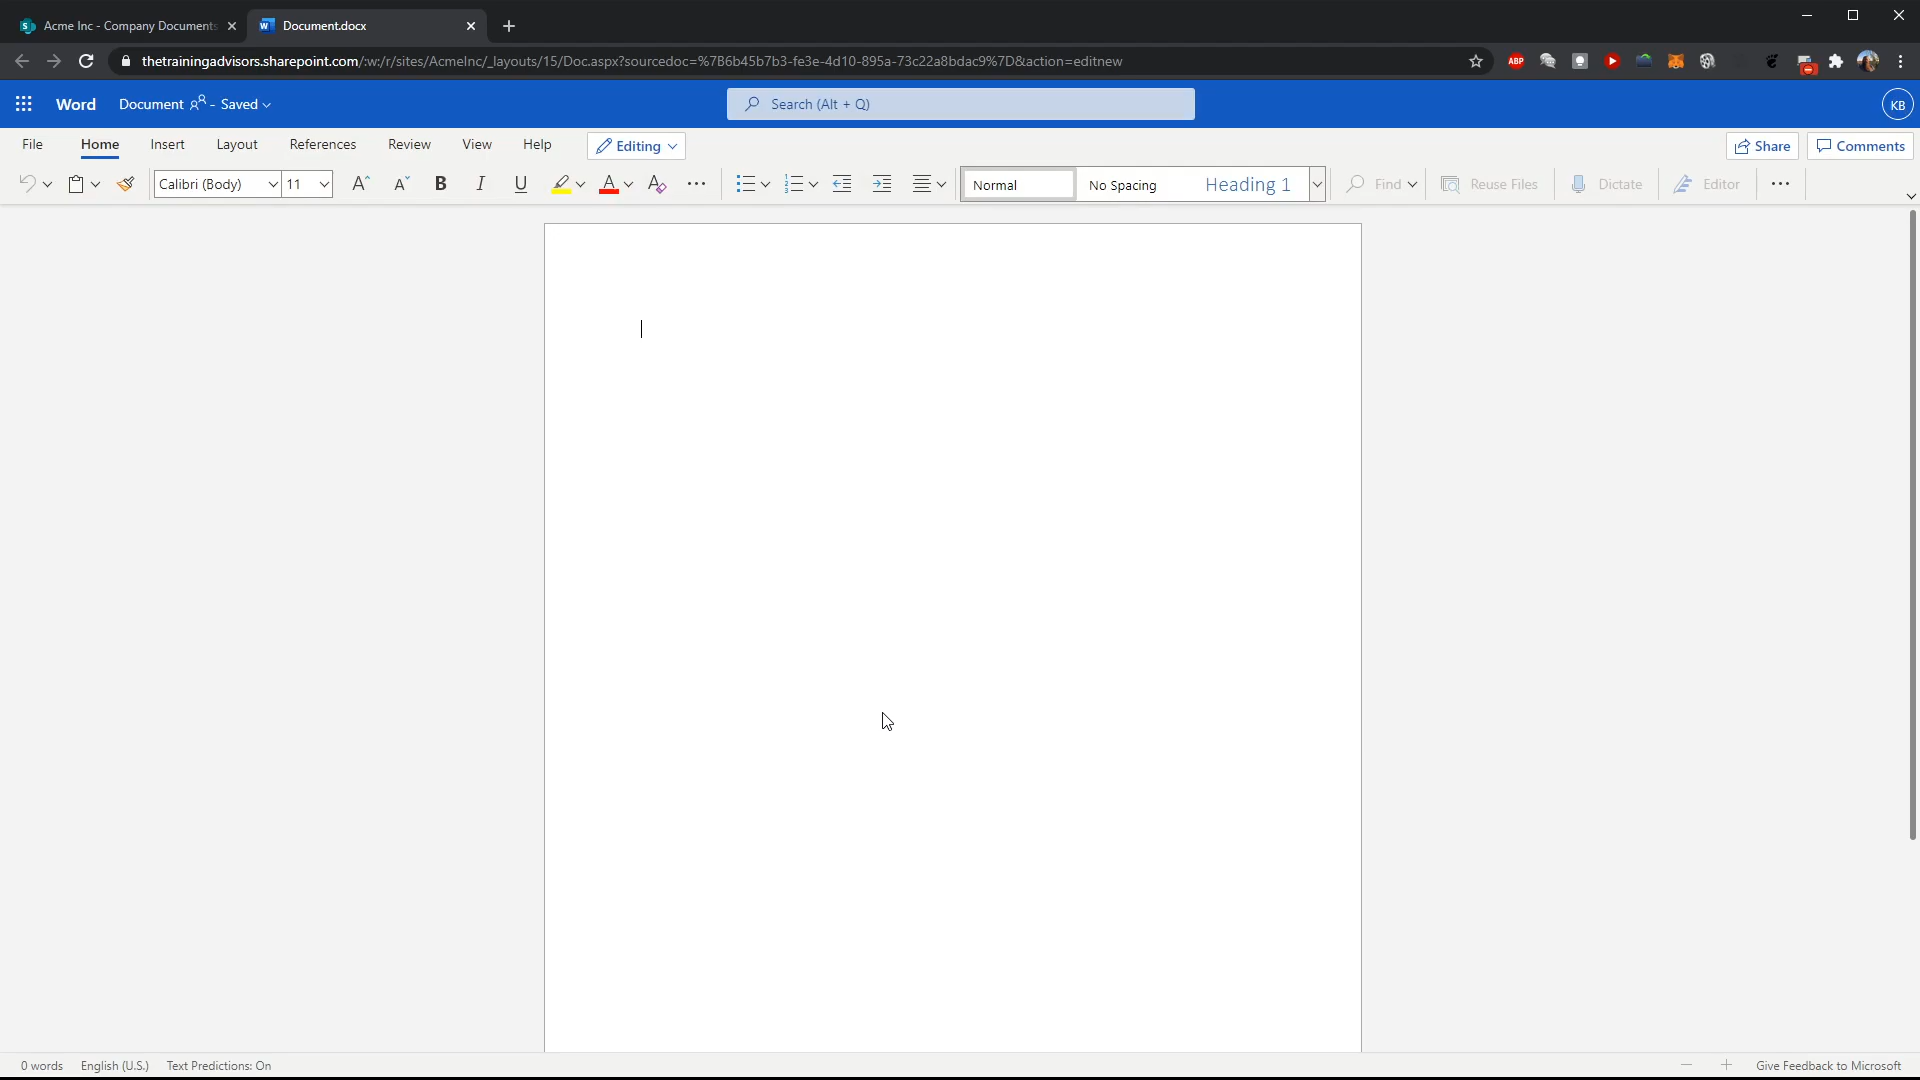 Acme Inc - Company Documents
Document.docx
thetrainingadvisors.sharepoint.com/:w:/r/sites/AcmeInc/_layouts/15/Doc.aspx?sourcedoc=%7B6b45b7b3-fe3e-4d10-895a-73c22a8bdac9%7D&action=editnew
ABP
Word
Document - Saved
Search (Alt + Q)
KB
File
Home
Insert
Layout
References
Review
View
Help
Editing
Share
Comments
Calibri (Body)
11
Normal
No Spacing
Heading 1
Find
Reuse Files
Dictate
Editor
0 words
English (U.S.)
Text Predictions: On
Give Feedback to Microsoft